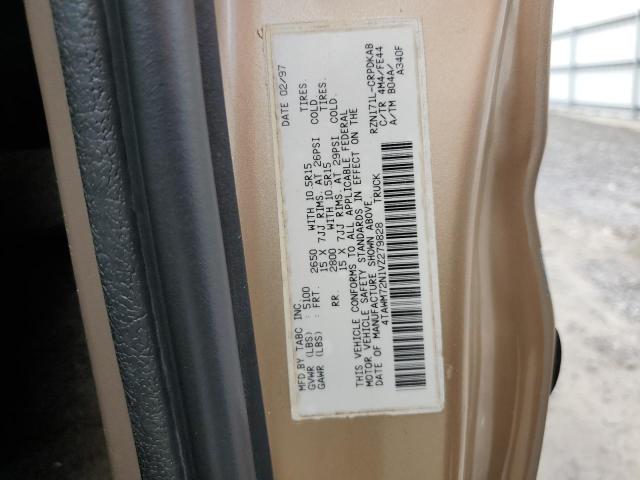 MFD BY TABC INC DATE 02/97
GVWR (LBS) : 5100
GAWR (LBS) : FRT. 2650 WITH 10.5R15 TIRES.
15 X 7JJ RIMS. AT 26PSI COLD
RR. 2800 WITH 10.5R15 TIRES.
15 X 7JJ RIMS. AT 29PSI COLD.
THIS VEHICLE CONFORMS TO ALL APPLICABLE FEDERAL
MOTOR VEHICLE SAFETY STANDARDS IN EFFECT ON THE
DATE OF MANUFACTURE SHOWN ABOVE.
4TAWM72N1VZ279828 TRUCK
RZN171L-CRPDKAB
C/TR 4M4/FE44
A/TM B04A/
A340F